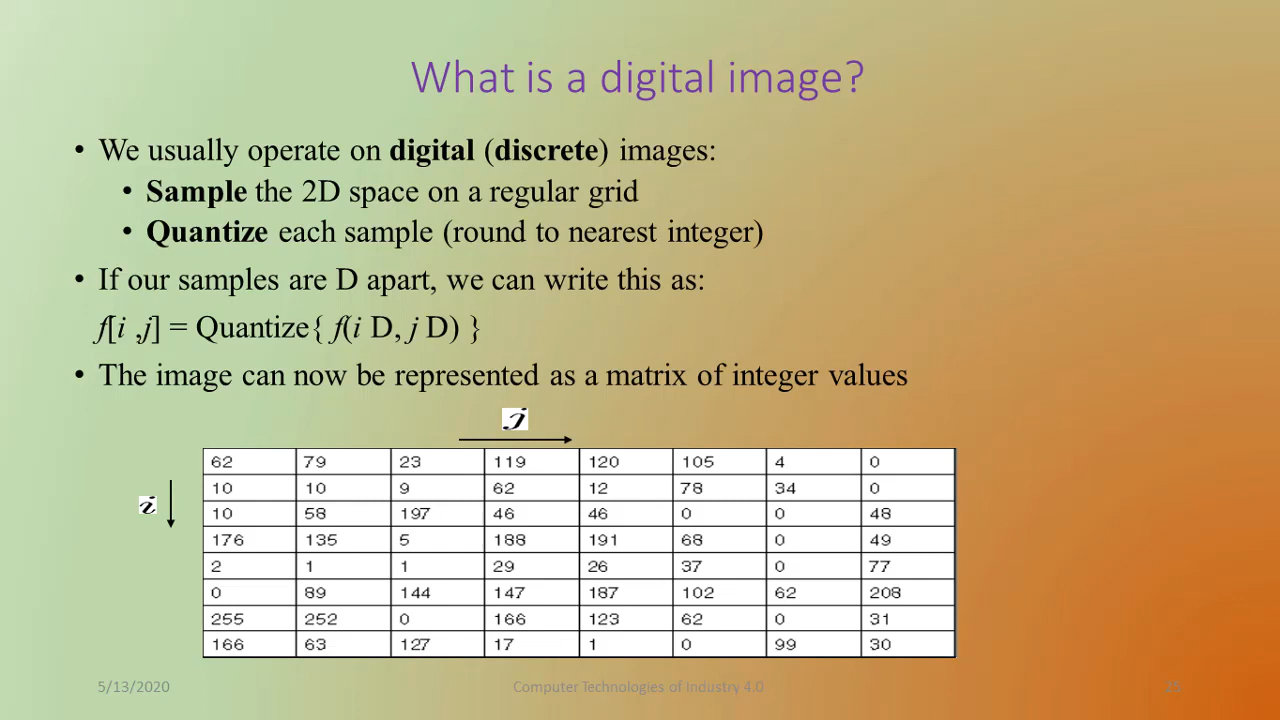 What is a digital image?
• We usually operate on digital (discrete) images:
• Sample the 2D space on a regular grid
• Quantize each sample (round to nearest integer)
• If our samples are D apart, we can write this as:
f[i ,j] = Quantize{ f(i D, j D) }
• The image can now be represented as a matrix of integer values
j
i
62 79 23 119 120 105 4 0
10 10 9 62 12 78 34 0
10 58 197 46 46 0 0 48
176 135 5 188 191 68 0 49
2 1 1 29 26 37 0 77
0 89 144 147 187 102 62 208
255 252 0 166 123 62 0 31
166 63 127 17 1 0 99 30
5/13/2020 Computer Technologies of Industry 4.0 25